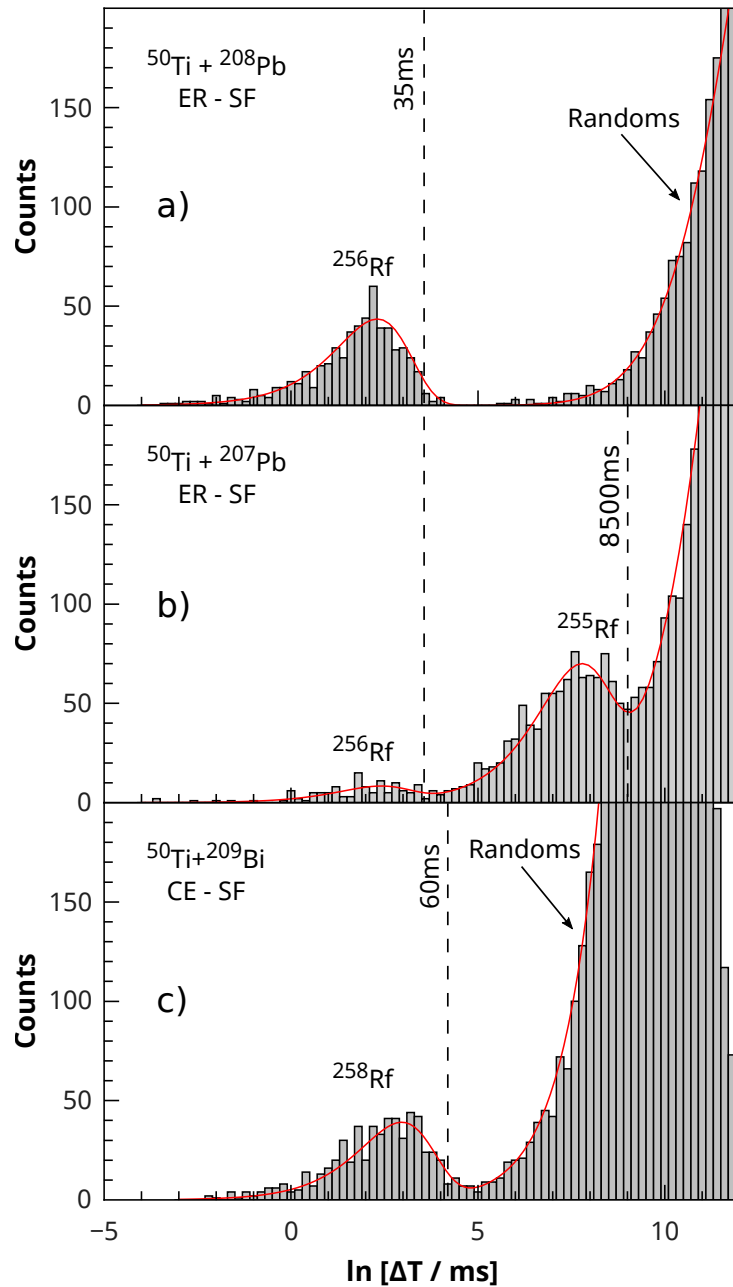 ⁵⁰Ti + ²⁰⁸Pb
ER - SF
35ms
Randoms
a)
²⁵⁶Rf
Counts
150
100
50
0
⁵⁰Ti + ²⁰⁷Pb
ER - SF
8500ms
b)
²⁵⁵Rf
²⁵⁶Rf
Counts
150
100
50
0
⁵⁰Ti+²⁰⁹Bi
CE - SF
60ms
Randoms
c)
²⁵⁸Rf
Counts
150
100
50
0
−5 0 5 10
ln [ΔT / ms]